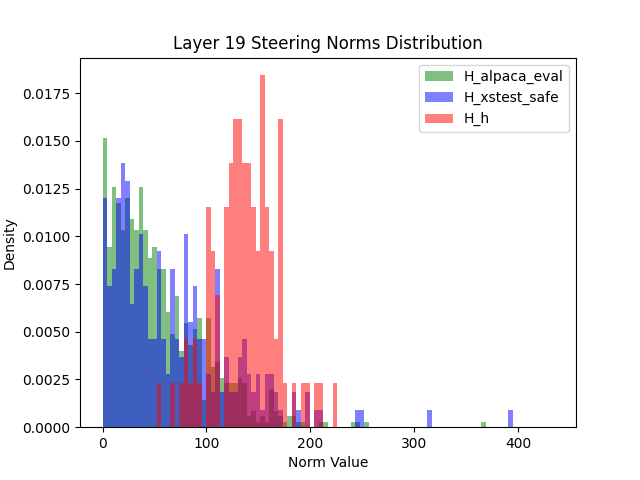 Layer 19 Steering Norms Distribution
H_alpaca_eval
H_xstest_safe
H_h
0.0175
0.0150
0.0125
0.0100
0.0075
0.0050
0.0025
0.0000
Density
0 100 200 300 400
Norm Value